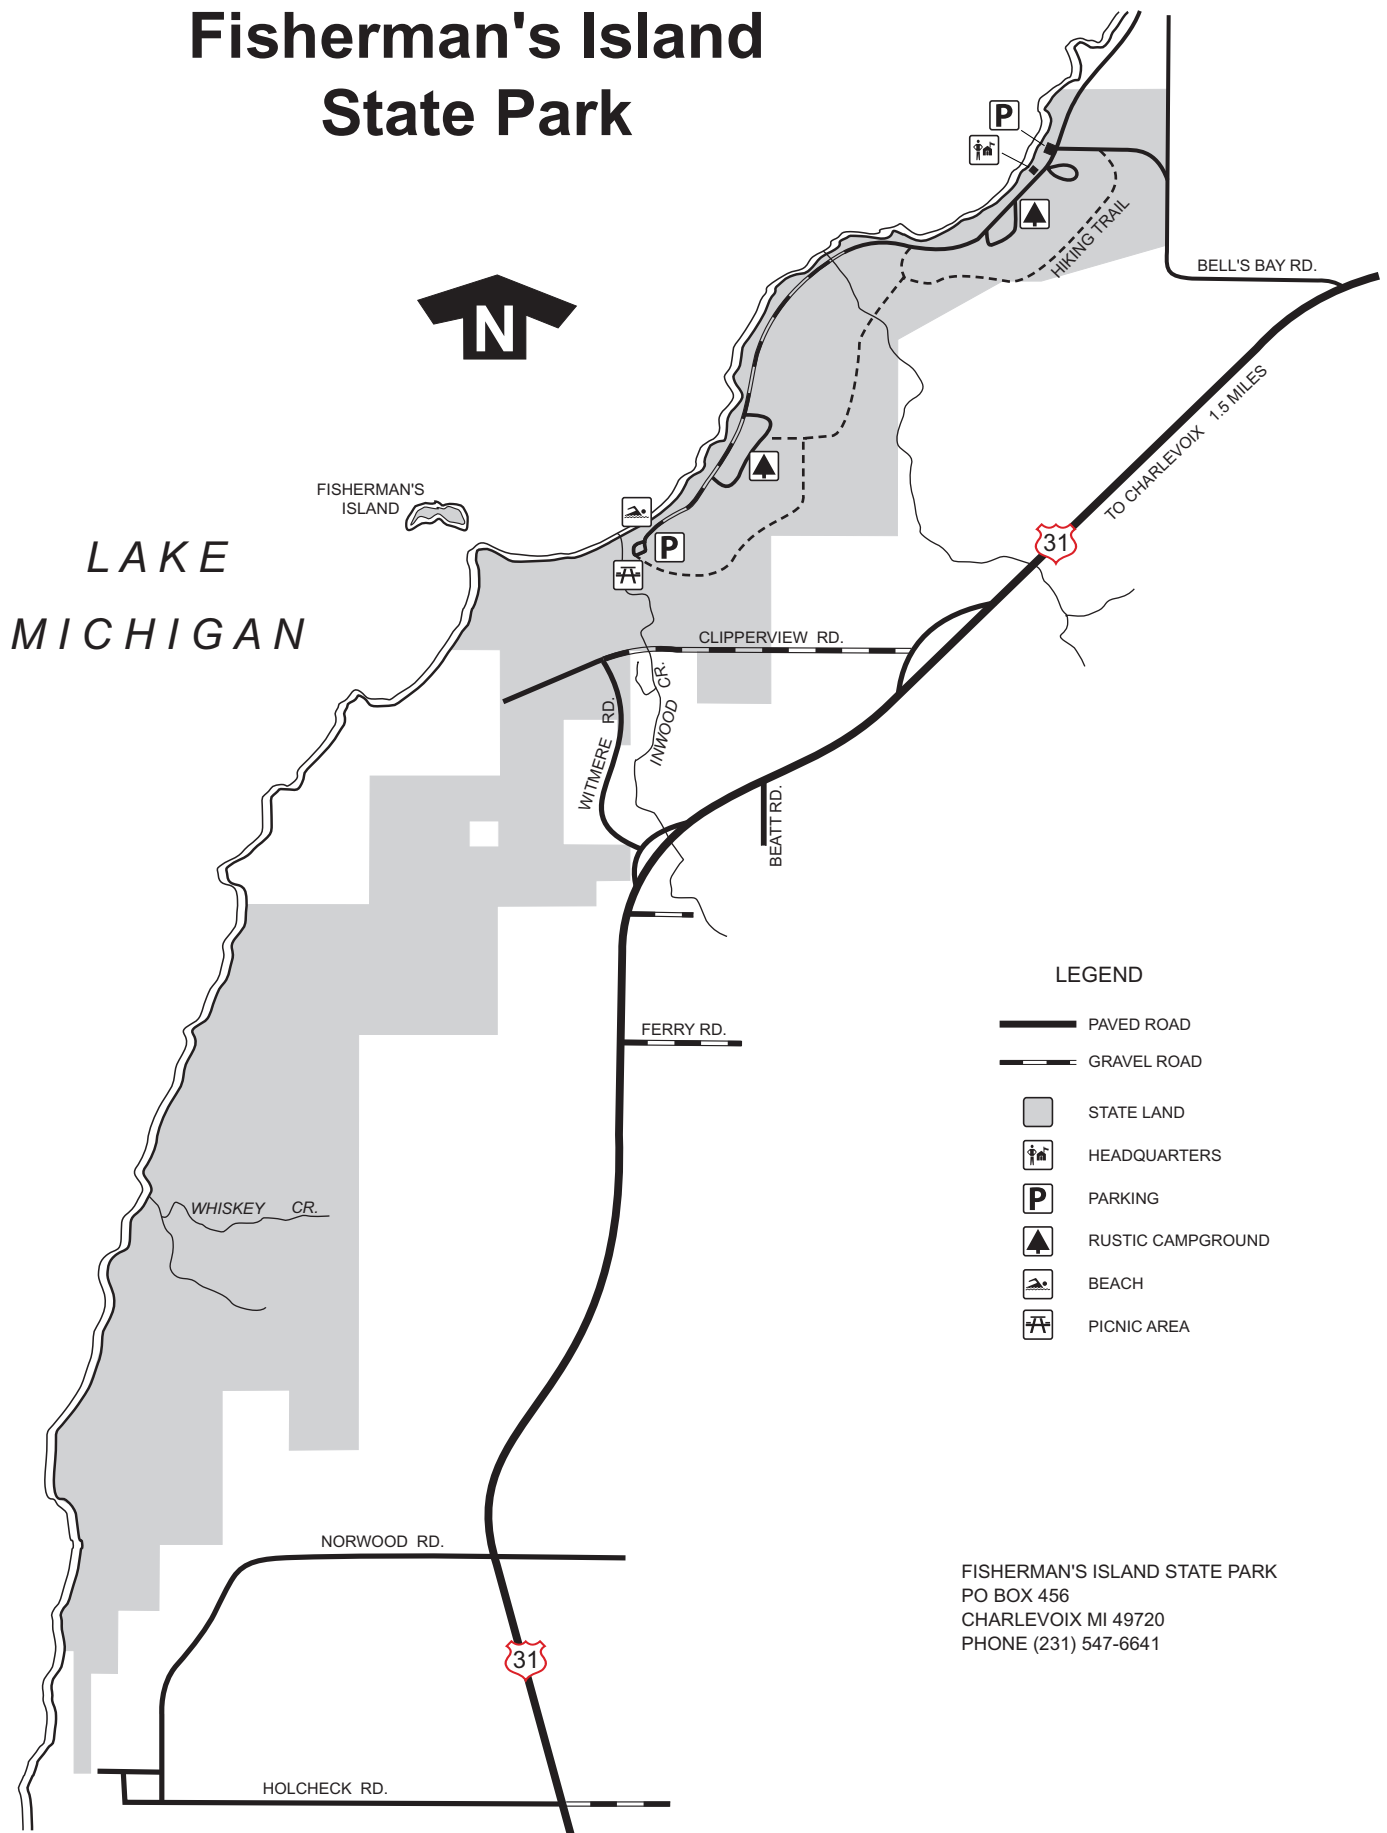 Fisherman's Island
State Park
P
HIKING TRAIL
BELL'S BAY RD.
N
TO CHARLEVOIX 1.5 MILES
FISHERMAN'S
ISLAND
31
P
LAKE
MICHIGAN
CLIPPERVIEW RD.
WITMERE RD.
INWOOD CR.
BEATT RD.
LEGEND
PAVED ROAD
GRAVEL ROAD
STATE LAND
HEADQUARTERS
P PARKING
RUSTIC CAMPGROUND
BEACH
PICNIC AREA
FERRY RD.
WHISKEY CR.
NORWOOD RD.
31
HOLCHECK RD.
FISHERMAN'S ISLAND STATE PARK
PO BOX 456
CHARLEVOIX MI 49720
PHONE (231) 547-6641